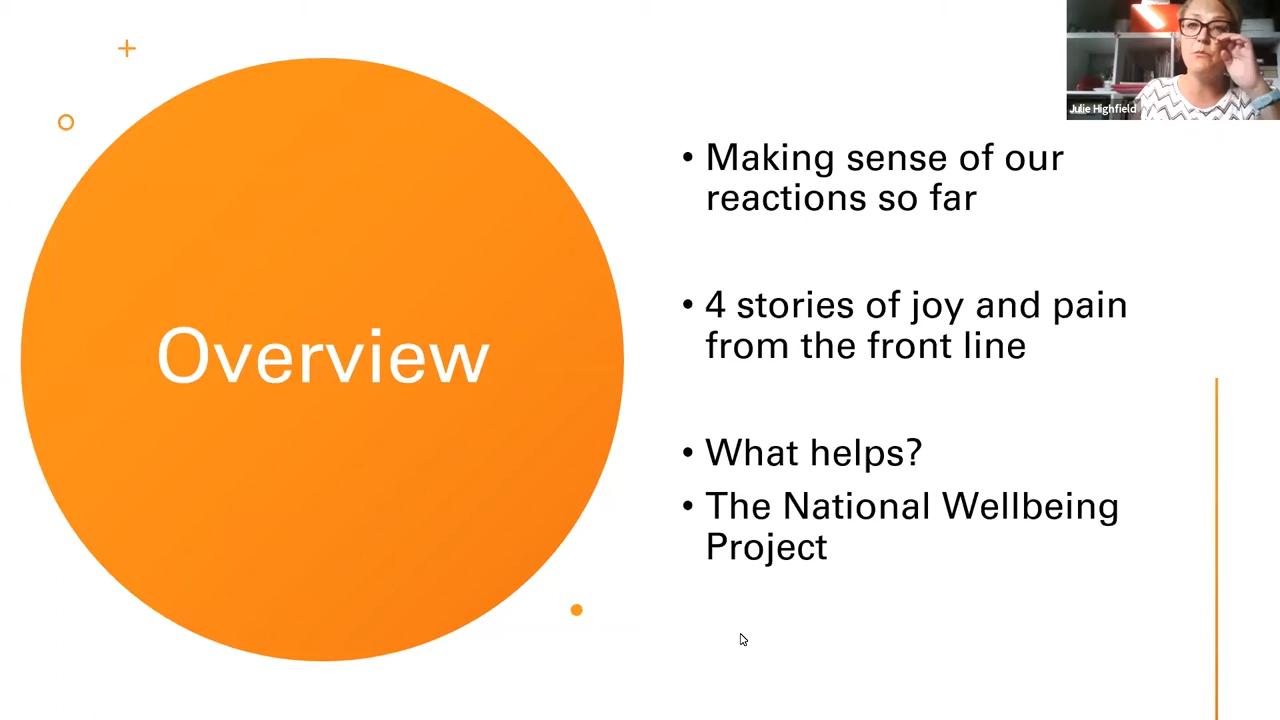 Julie Highfield
Overview
• Making sense of our
reactions so far
• 4 stories of joy and pain
from the front line
• What helps?
• The National Wellbeing
Project